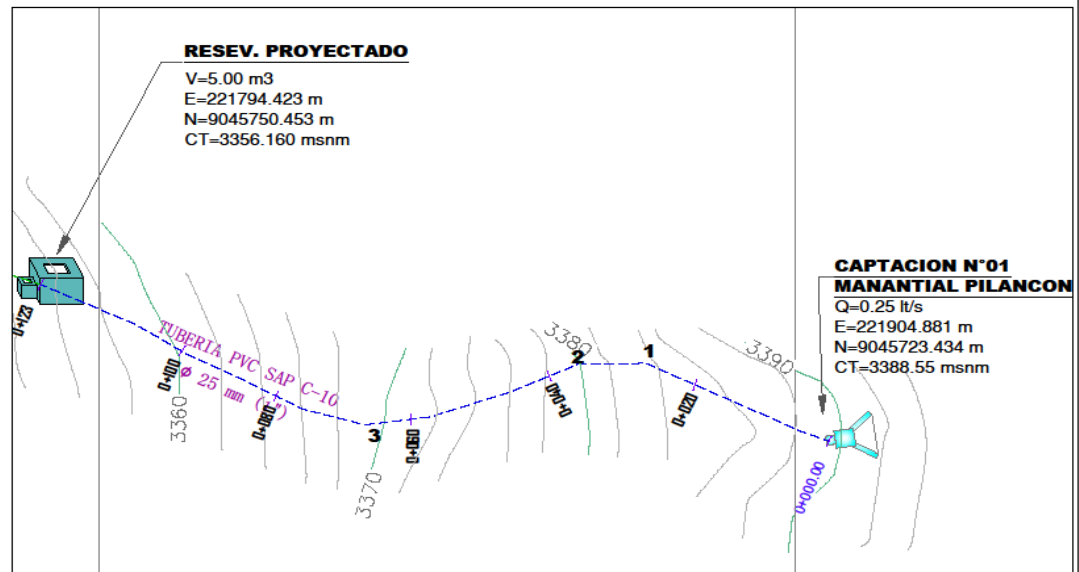 RESEV. PROYECTADO
V=5.00 m3
E=221794.423 m
N=9045750.453 m
CT=3356.160 msnm
CAPTACION N°01
MANANTIAL PILANCON
Q=0.25 lt/s
E=221904.881 m
N=9045723.434 m
CT=3388.55 msnm
TUBERIA PVC SAP C-10
ø 25 mm (1")
0+123
0+100
3360
0+080
3
3370
0+060
0+040
3380
2
1
0+020
3390
0+000.00